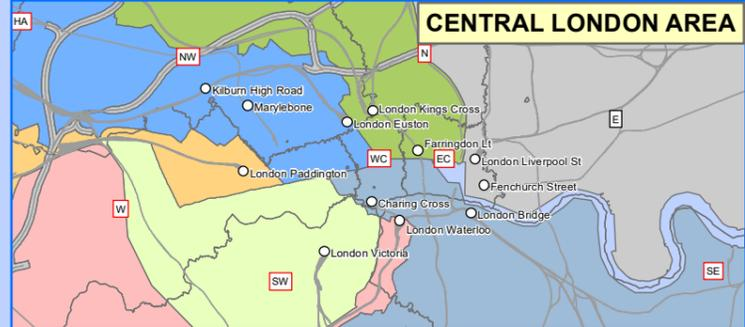 CENTRAL LONDON AREA
HA
NW
N
Kilburn High Road
Marylebone
London Kings Cross
London Euston
E
Farringdon Lt
WC
EC
London Liverpool St
London Paddington
Fenchurch Street
Charing Cross
W
London Bridge
London Waterloo
London Victoria
SW
SE